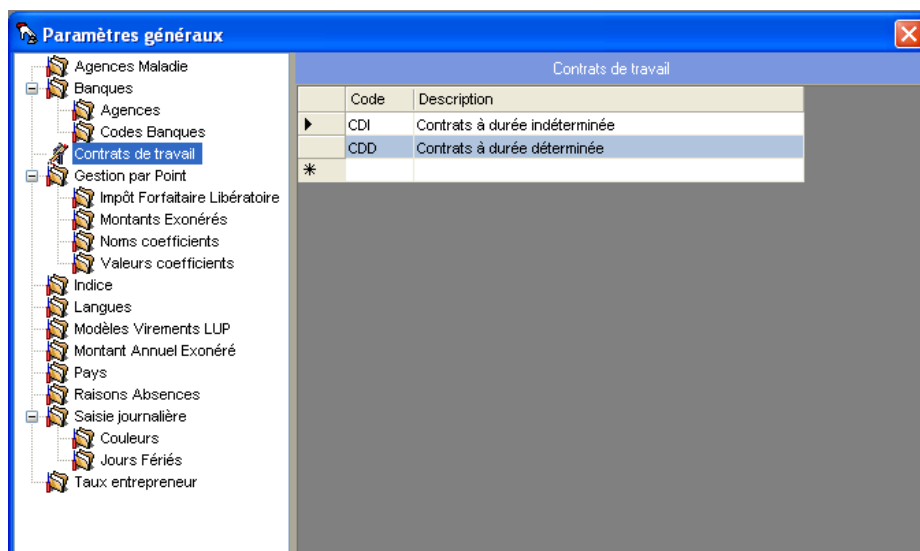 Paramètres généraux
Agences Maladie
Banques
Agences
Codes Banques
Contrats de travail
Gestion par Point
Impôt Forfaitaire Libératoire
Montants Exonérés
Noms coefficients
Valeurs coefficients
Indice
Langues
Modèles Virements LUP
Montant Annuel Exonéré
Pays
Raisons Absences
Saisie journalière
Couleurs
Jours Fériés
Taux entrepreneur
Contrats de travail
Code Description
CDI Contrats à durée indéterminée
CDD Contrats à durée déterminée